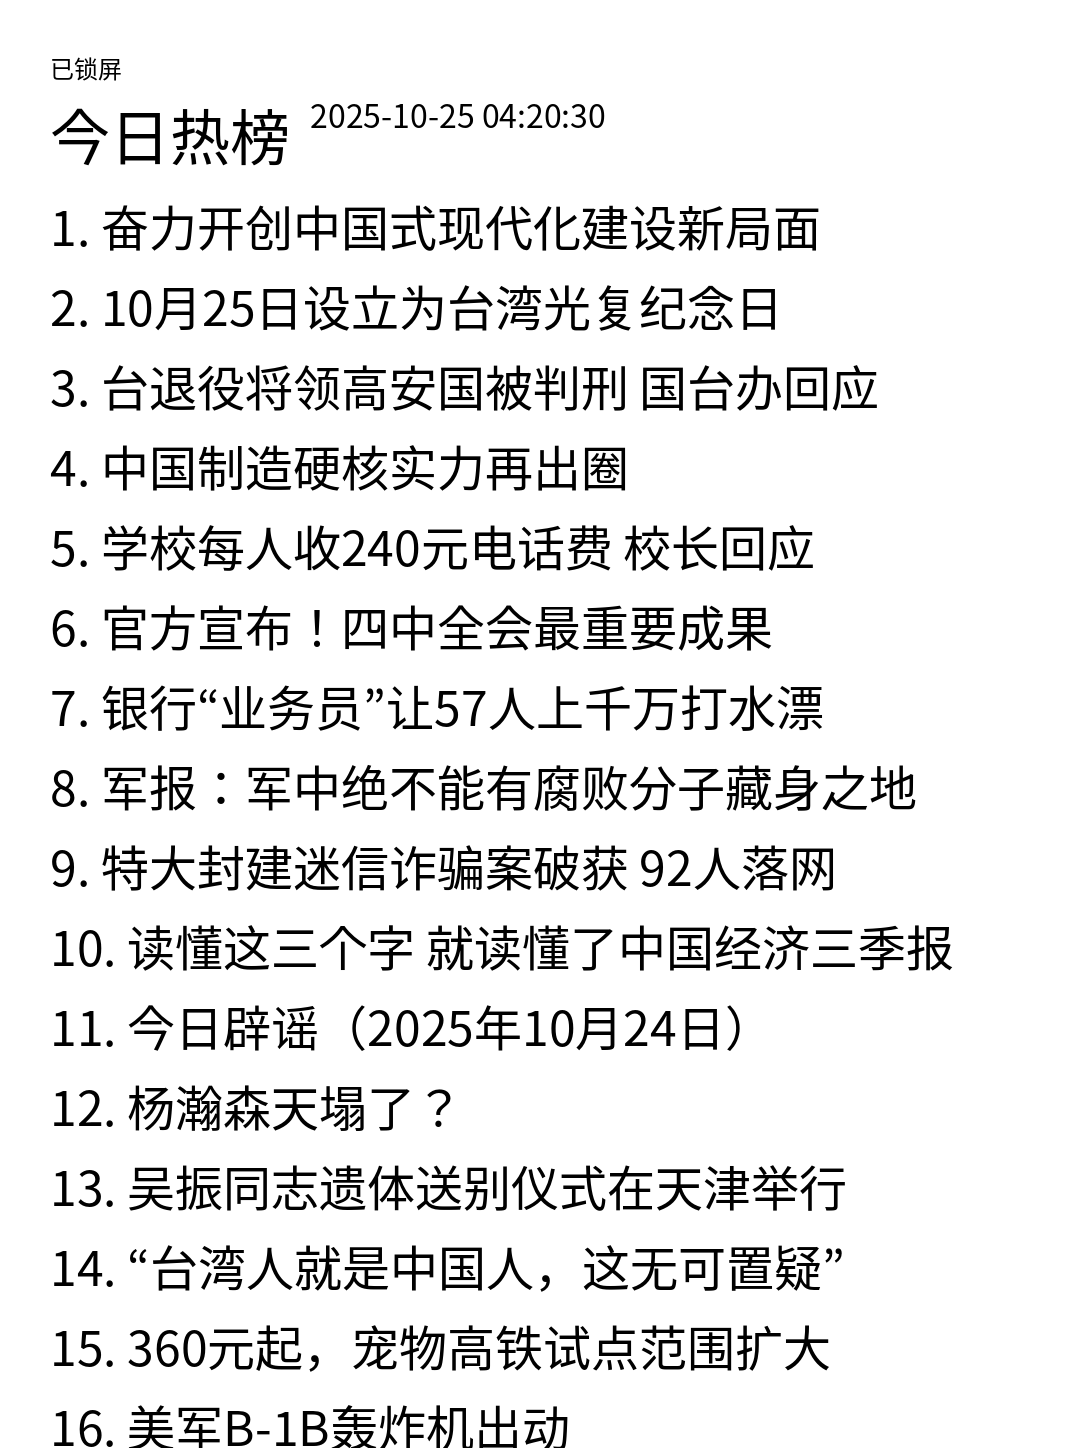 已锁屏
今日热榜 2025-10-25 04:20:30
1. 奋力开创中国式现代化建设新局面
2. 10月25日设立为台湾光复纪念日
3. 台退役将领高安国被判刑 国台办回应
4. 中国制造硬核实力再出圈
5. 学校每人收240元电话费 校长回应
6. 官方宣布！四中全会最重要成果
7. 银行“业务员”让57人上千万打水漂
8. 军报：军中绝不能有腐败分子藏身之地
9. 特大封建迷信诈骗案破获 92人落网
10. 读懂这三个字 就读懂了中国经济三季报
11. 今日辟谣（2025年10月24日）
12. 杨瀚森天塌了？
13. 吴振同志遗体送别仪式在天津举行
14. “台湾人就是中国人，这无可置疑”
15. 360元起，宠物高铁试点范围扩大
16. 美军B-1B轰炸机出动